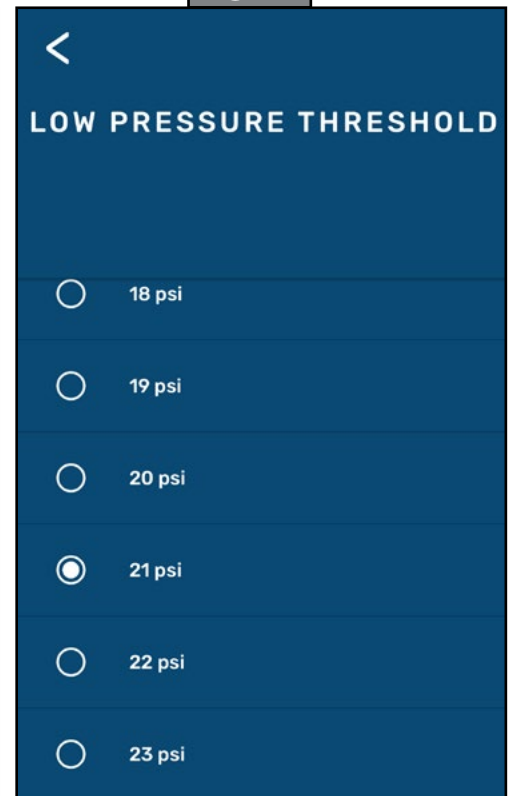 LOW PRESSURE THRESHOLD
18 psi
19 psi
20 psi
21 psi
22 psi
23 psi